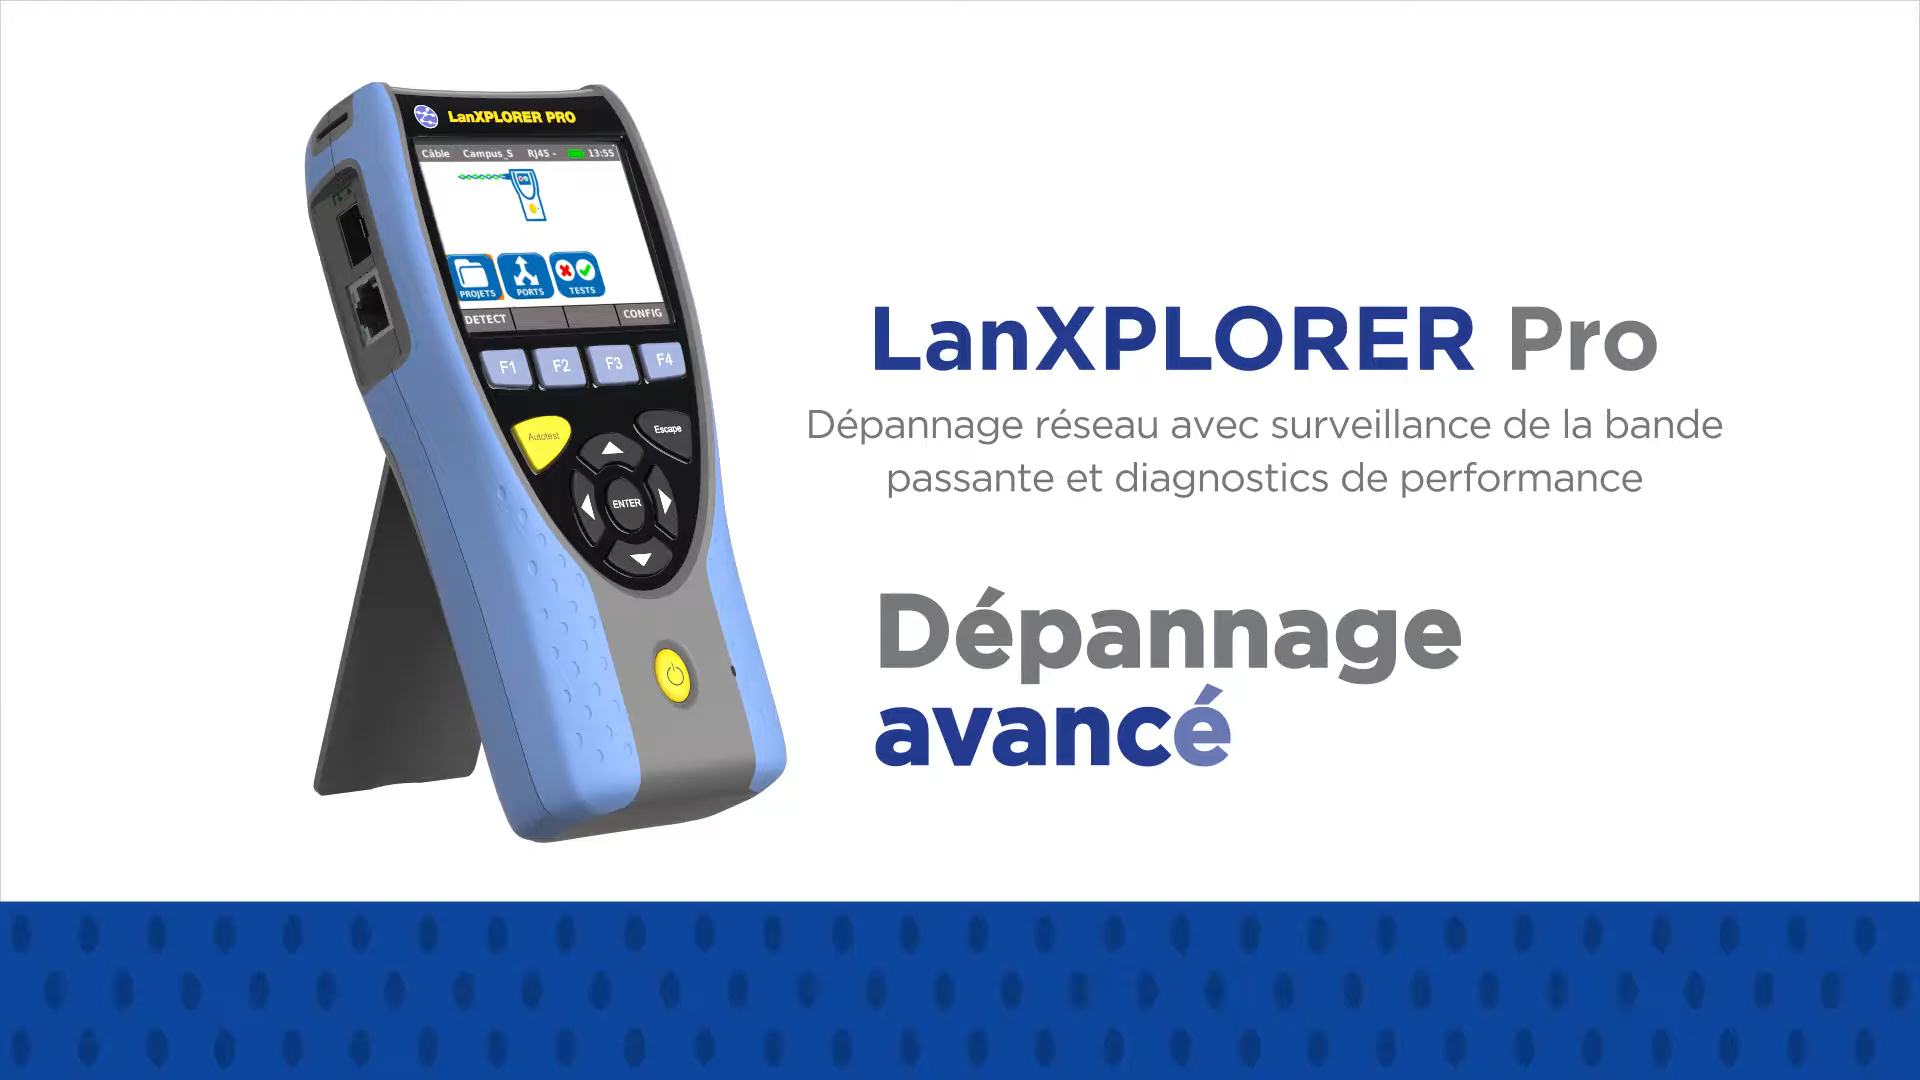 LanXPLORER PRO
Câble Campus_5 RJ45 - 13:55
PROJETS PORTS TESTS
DETECT CONFIG
F1 F2 F3 F4
Autotest Escape
ENTER
LanXPLORER Pro
Dépannage réseau avec surveillance de la bande
passante et diagnostics de performance
Dépannage
avancé